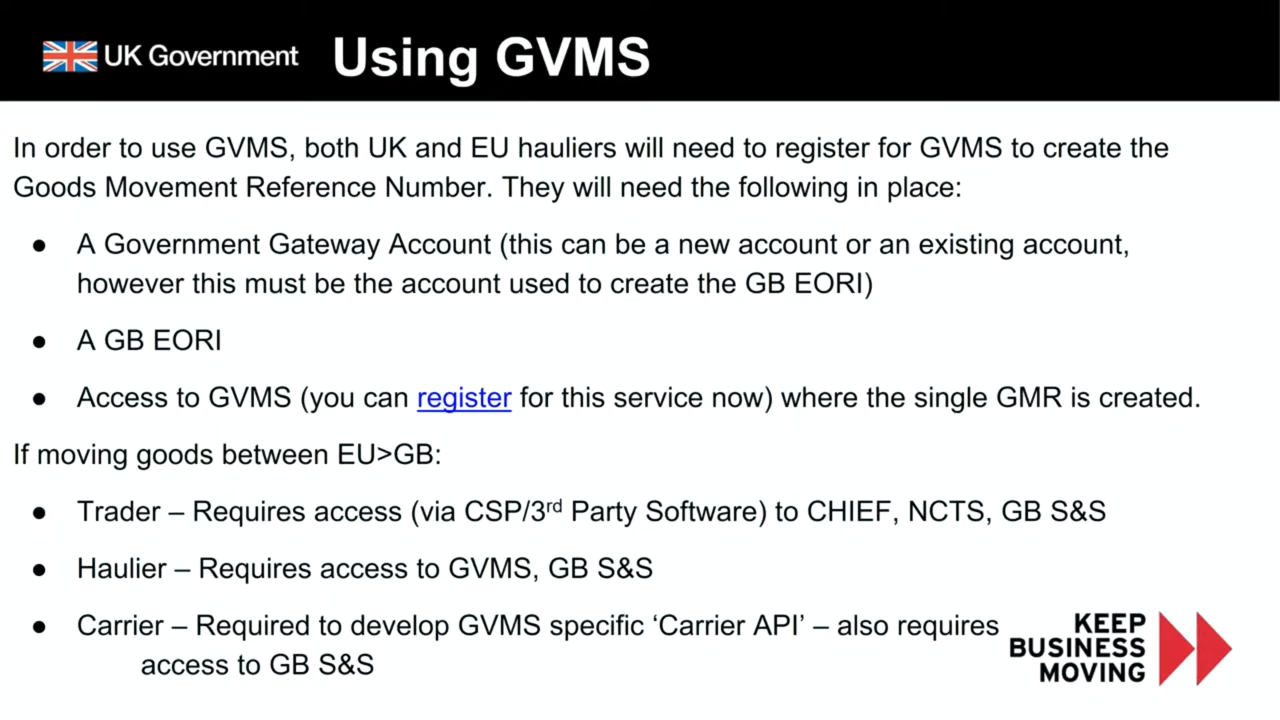 UK Government Using GVMS
In order to use GVMS, both UK and EU hauliers will need to register for GVMS to create the
Goods Movement Reference Number. They will need the following in place:
● A Government Gateway Account (this can be a new account or an existing account,
however this must be the account used to create the GB EORI)
● A GB EORI
● Access to GVMS (you can register for this service now) where the single GMR is created.
If moving goods between EU>GB:
● Trader – Requires access (via CSP/3rd Party Software) to CHIEF, NCTS, GB S&S
● Haulier – Requires access to GVMS, GB S&S
● Carrier – Required to develop GVMS specific ‘Carrier API’ – also requires
access to GB S&S
KEEP
BUSINESS
MOVING